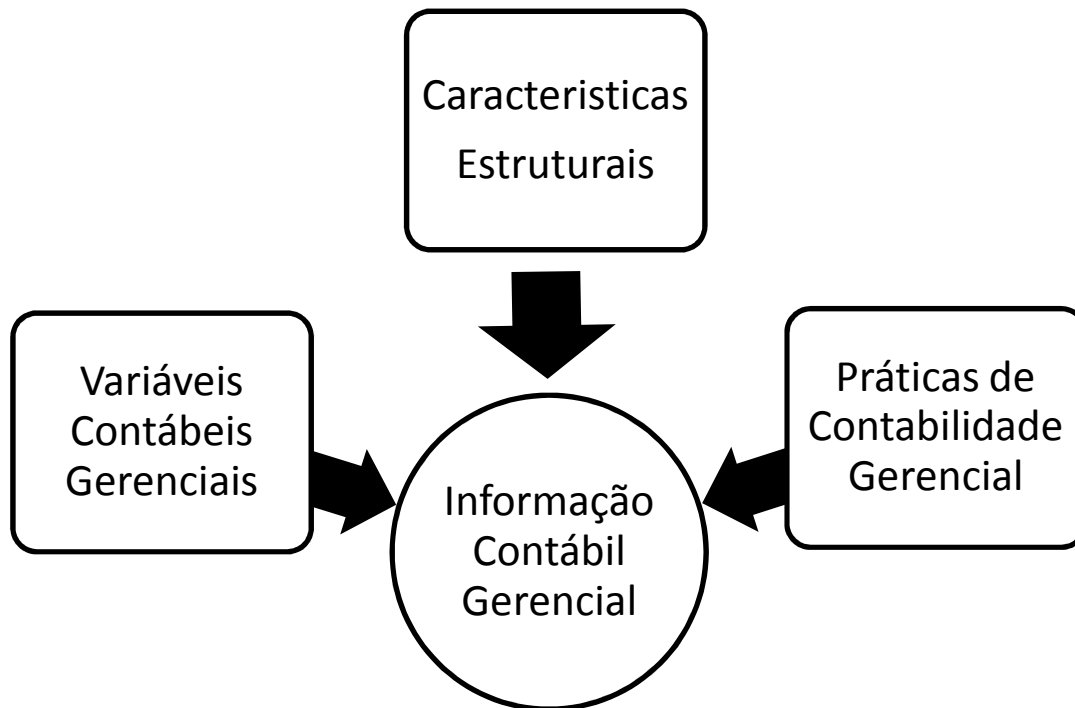 Caracteristicas
Estruturais
Variáveis
Contábeis
Gerenciais
Práticas de
Contabilidade
Gerencial
Informação
Contábil
Gerencial